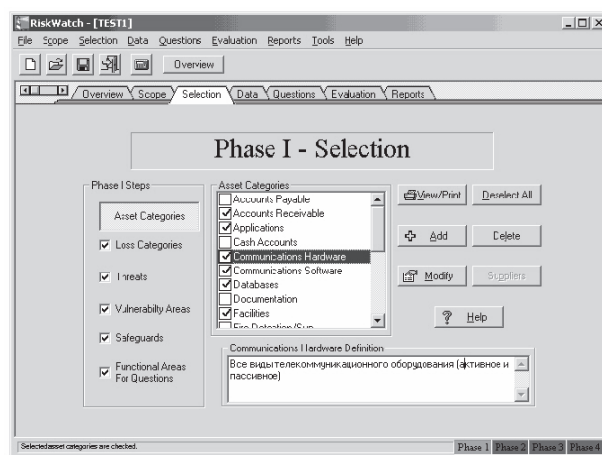 RiskWatch - [TEST1]
File Scope Selection Data Questions Evaluation Reports Tools Help
Overview
Overview Scope Selection Data Questions Evaluation Reports
Phase I - Selection
Phase I Steps
Asset Categories
Loss Categories
Threats
Vulnerabilty Areas
Safeguards
Functional Areas
For Questions
Asset Categories
Accounts Payable
Accounts Receivable
Applications
Cash Accounts
Communications Hardware
Communications Software
Databases
Documentation
Facilities
View/Print Deselect All
Add Delete
Modify Suppliers
Help
Communications Hardware Definition
Все виды телекоммуникационного оборудования (активное и
пассивное)
Selected asset categories are checked.
Phase 1 Phase 2 Phase 3 Phase 4